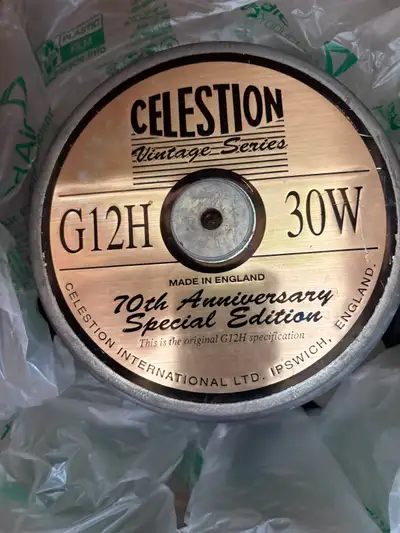 CELESTION
Vintage Series
G12H 30W
MADE IN ENGLAND
70th Anniversary
Special Edition
This is the original G12H specification
CELESTION INTERNATIONAL LTD. IPSWICH, ENGLAND.
PLASTIC